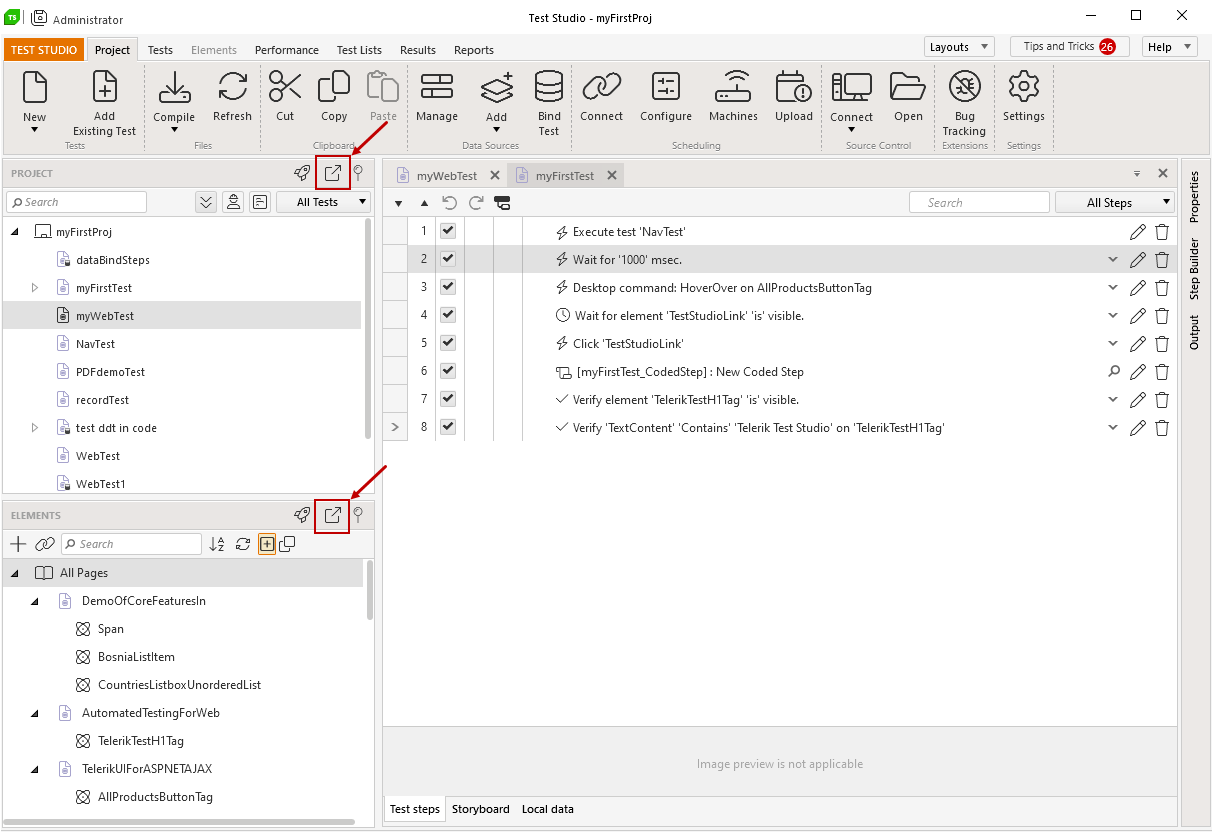 TS Administrator
Test Studio - myFirstProj
TEST STUDIO Project Tests Elements Performance Test Lists Results Reports
Layouts Tips and Tricks 26 Help
New
Add Existing Test
Tests
Compile
Refresh
Files
Cut
Copy
Paste
Clipboard
Manage
Add
Bind Test
Data Sources
Connect
Configure
Machines
Upload
Scheduling
Connect
Open
Source Control
Bug Tracking
Extensions
Settings
Settings
PROJECT
Search
All Tests
myFirstProj
dataBindSteps
myFirstTest
myWebTest
NavTest
PDFdemoTest
recordTest
test ddt in code
WebTest
WebTest1
ELEMENTS
Search
All Pages
DemoOfCoreFeaturesIn
Span
BosniaListItem
CountriesListboxUnorderedList
AutomatedTestingForWeb
TelerikTestH1Tag
TelerikUIForASPNETAJAX
AllProductsButtonTag
myWebTest
myFirstTest
Search
All Steps
1 Execute test 'NavTest'
2 Wait for '1000' msec.
3 Desktop command: HoverOver on AllProductsButtonTag
4 Wait for element 'TestStudioLink' 'is' visible.
5 Click 'TestStudioLink'
6 [myFirstTest_CodedStep] : New Coded Step
7 Verify element 'TelerikTestH1Tag' 'is' visible.
8 Verify 'TextContent' 'Contains' 'Telerik Test Studio' on 'TelerikTestH1Tag'
Image preview is not applicable
Test steps Storyboard Local data
Properties
Step Builder
Output